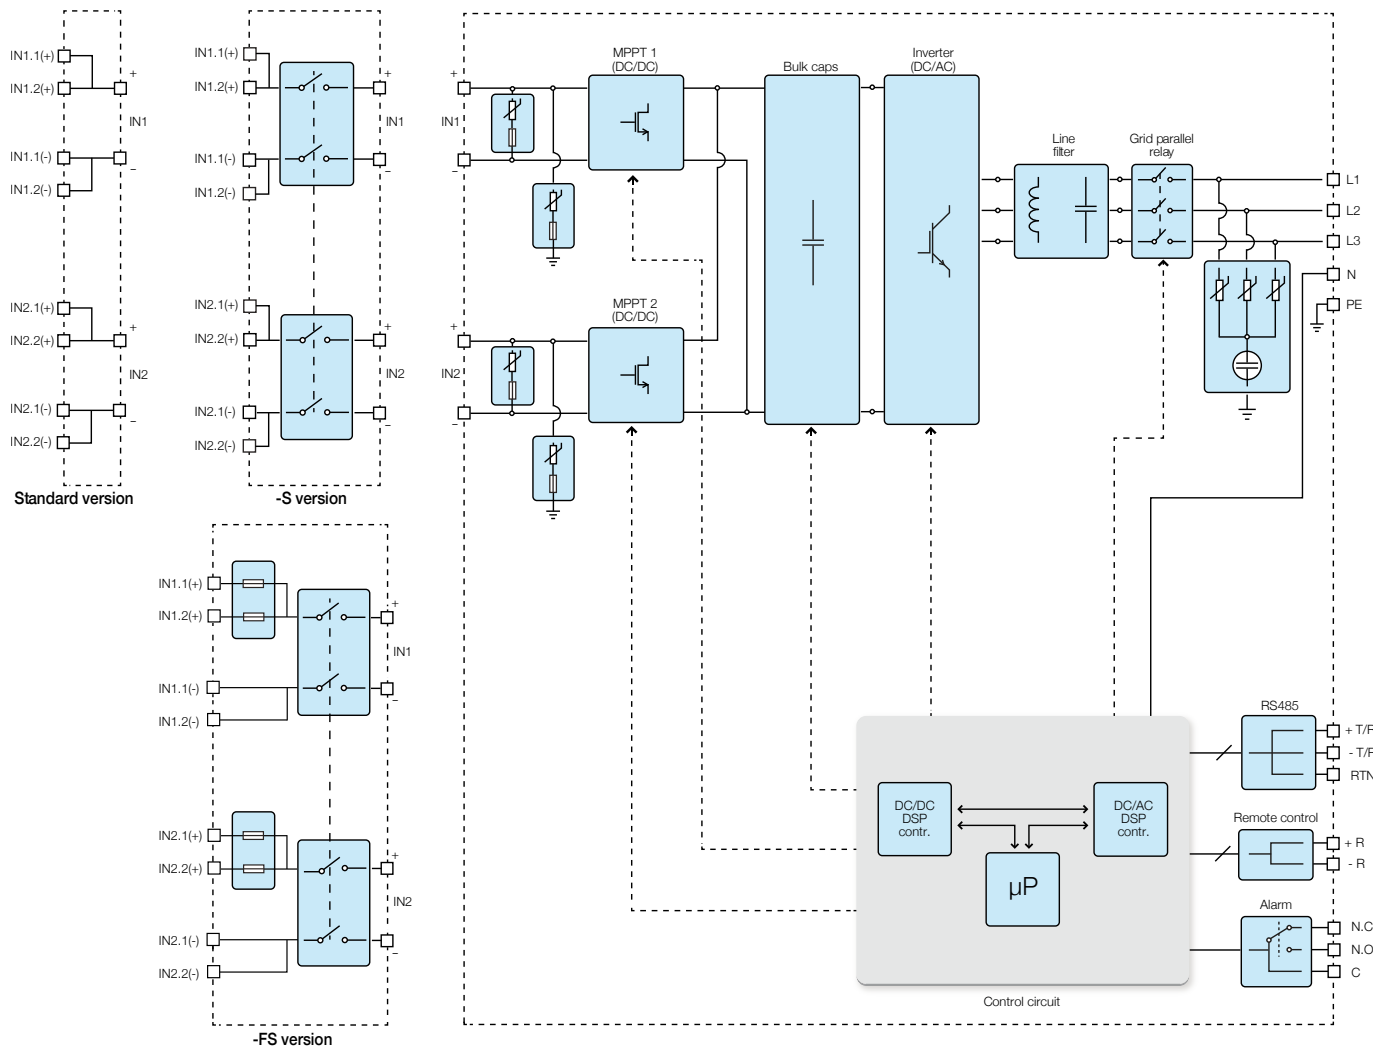 IN1.1(+)
IN1.2(+)
+
IN1
IN1.1(-)
IN1.2(-)
−
IN2.1(+)
IN2.2(+)
+
IN2
IN2.1(-)
IN2.2(-)
−
Standard version
IN1.1(+)
IN1.2(+)
+
IN1
IN1.1(-)
IN1.2(-)
−
IN2.1(+)
IN2.2(+)
+
IN2
IN2.1(-)
IN2.2(-)
−
-S version
IN1.1(+)
IN1.2(+)
+
IN1
IN1.1(-)
IN1.2(-)
−
IN2.1(+)
IN2.2(+)
+
IN2
IN2.1(-)
IN2.2(-)
−
-FS version
+
IN1
−
+
IN2
−
MPPT 1
(DC/DC)
MPPT 2
(DC/DC)
Bulk caps
Inverter
(DC/AC)
Line
filter
Grid parallel
relay
L1
L2
L3
N
PE
DC/DC
DSP
contr.
DC/AC
DSP
contr.
µP
Control circuit
RS485
+ T/F
- T/F
RTN
Remote control
+ R
- R
Alarm
N.C
N.O
C